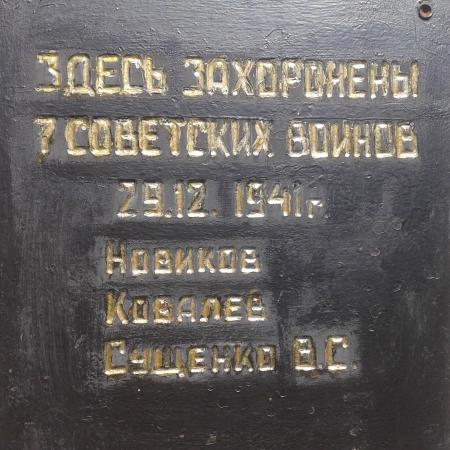 Здесь захоронены
7 советских воинов
29.12. 1941г
Новиков
Ковалев
Сущенко В.С.